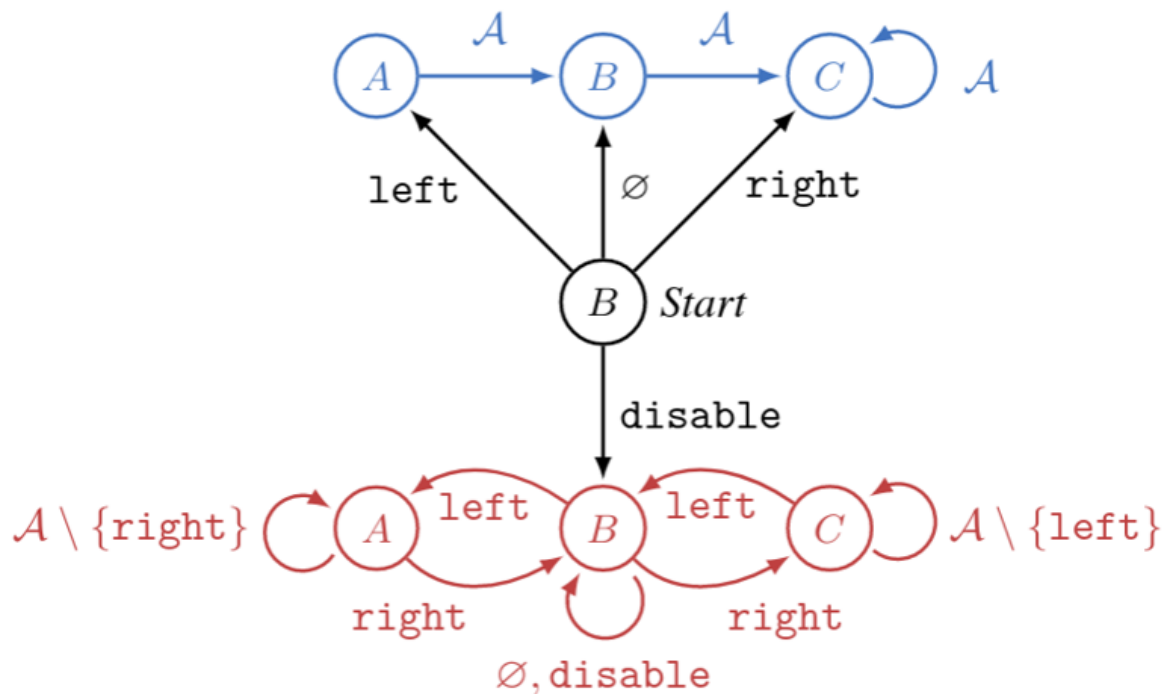 𝒜 𝒜
A B C 𝒜
left ∅ right
B Start
disable
left left
𝒜 \ {right} A B C 𝒜 \ {left}
right right
∅, disable